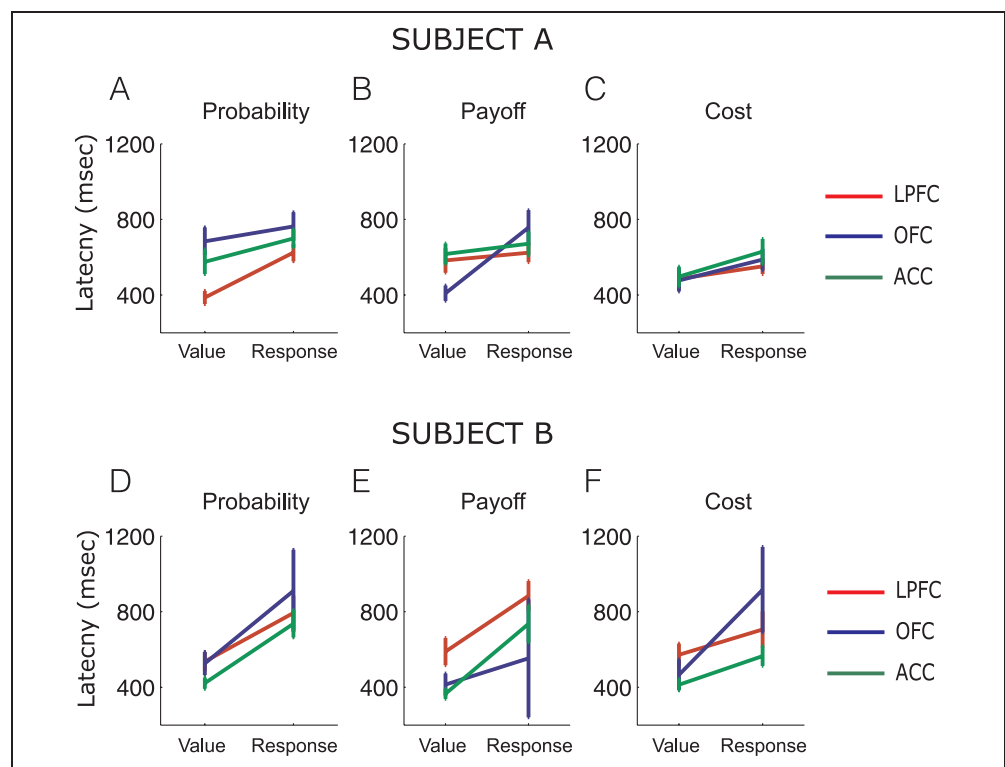 SUBJECT A
A
B
C
Probability
Payoff
Cost
Latecny (msec)
1200
800
400
1200
800
400
1200
800
400
Value Response
Value Response
Value Response
LPFC
OFC
ACC
SUBJECT B
D
E
F
Probability
Payoff
Cost
Latecny (msec)
1200
800
400
1200
800
400
1200
800
400
Value Response
Value Response
Value Response
LPFC
OFC
ACC